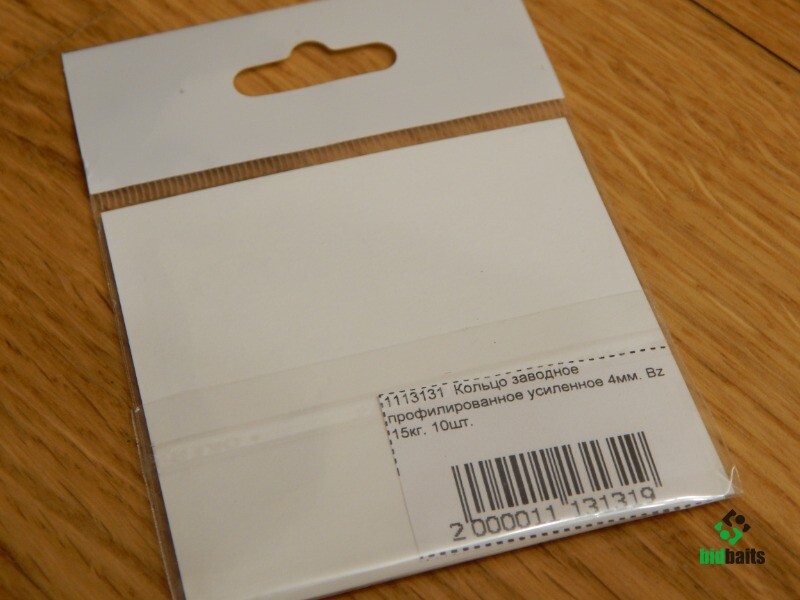 1113131 Кольцо заводное
профилированное усиленное 4мм. Bz
15кг. 10шт.
2 000011 131319
bidbaits